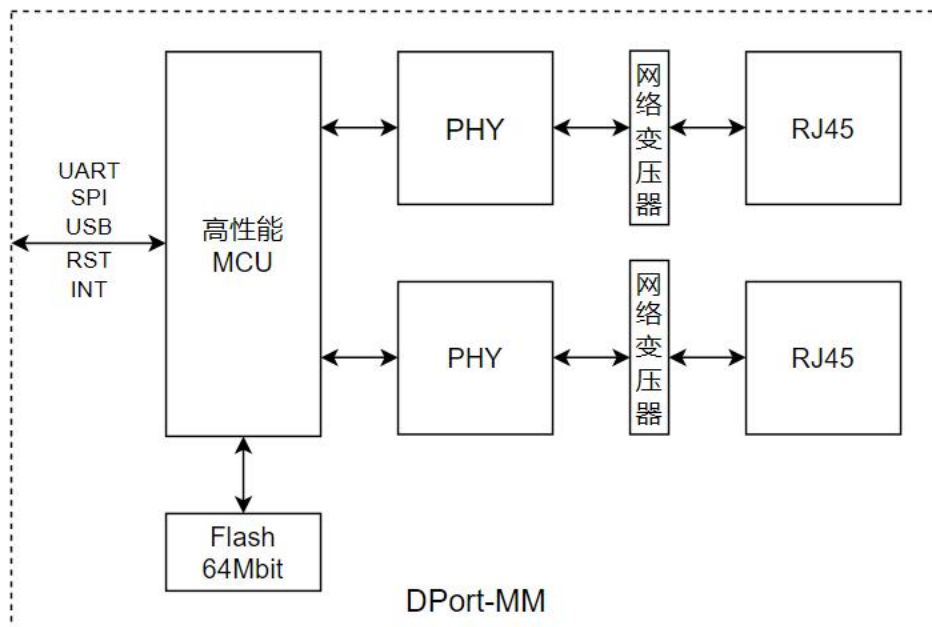 UART
SPI
USB
RST
INT
高性能
MCU
PHY
网络变压器
RJ45
PHY
网络变压器
RJ45
Flash
64Mbit
DPort-MM